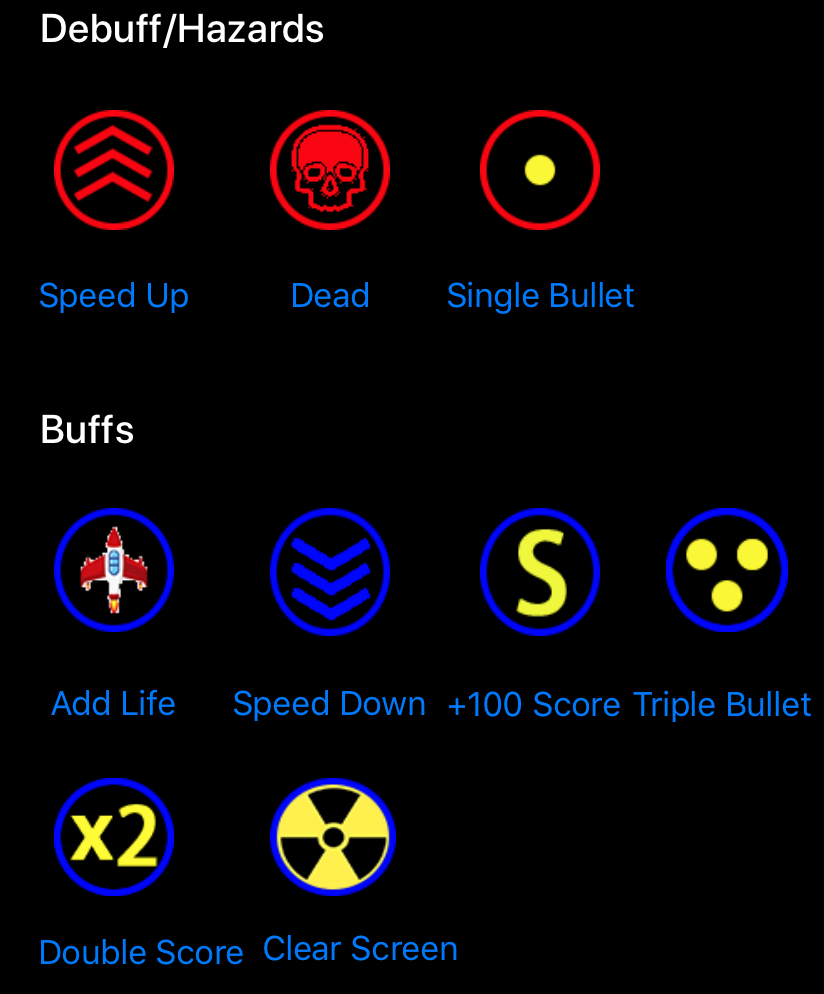 Debuff/Hazards
Speed Up Dead Single Bullet
Buffs
S
Add Life Speed Down +100 Score Triple Bullet
x2
Double Score Clear Screen